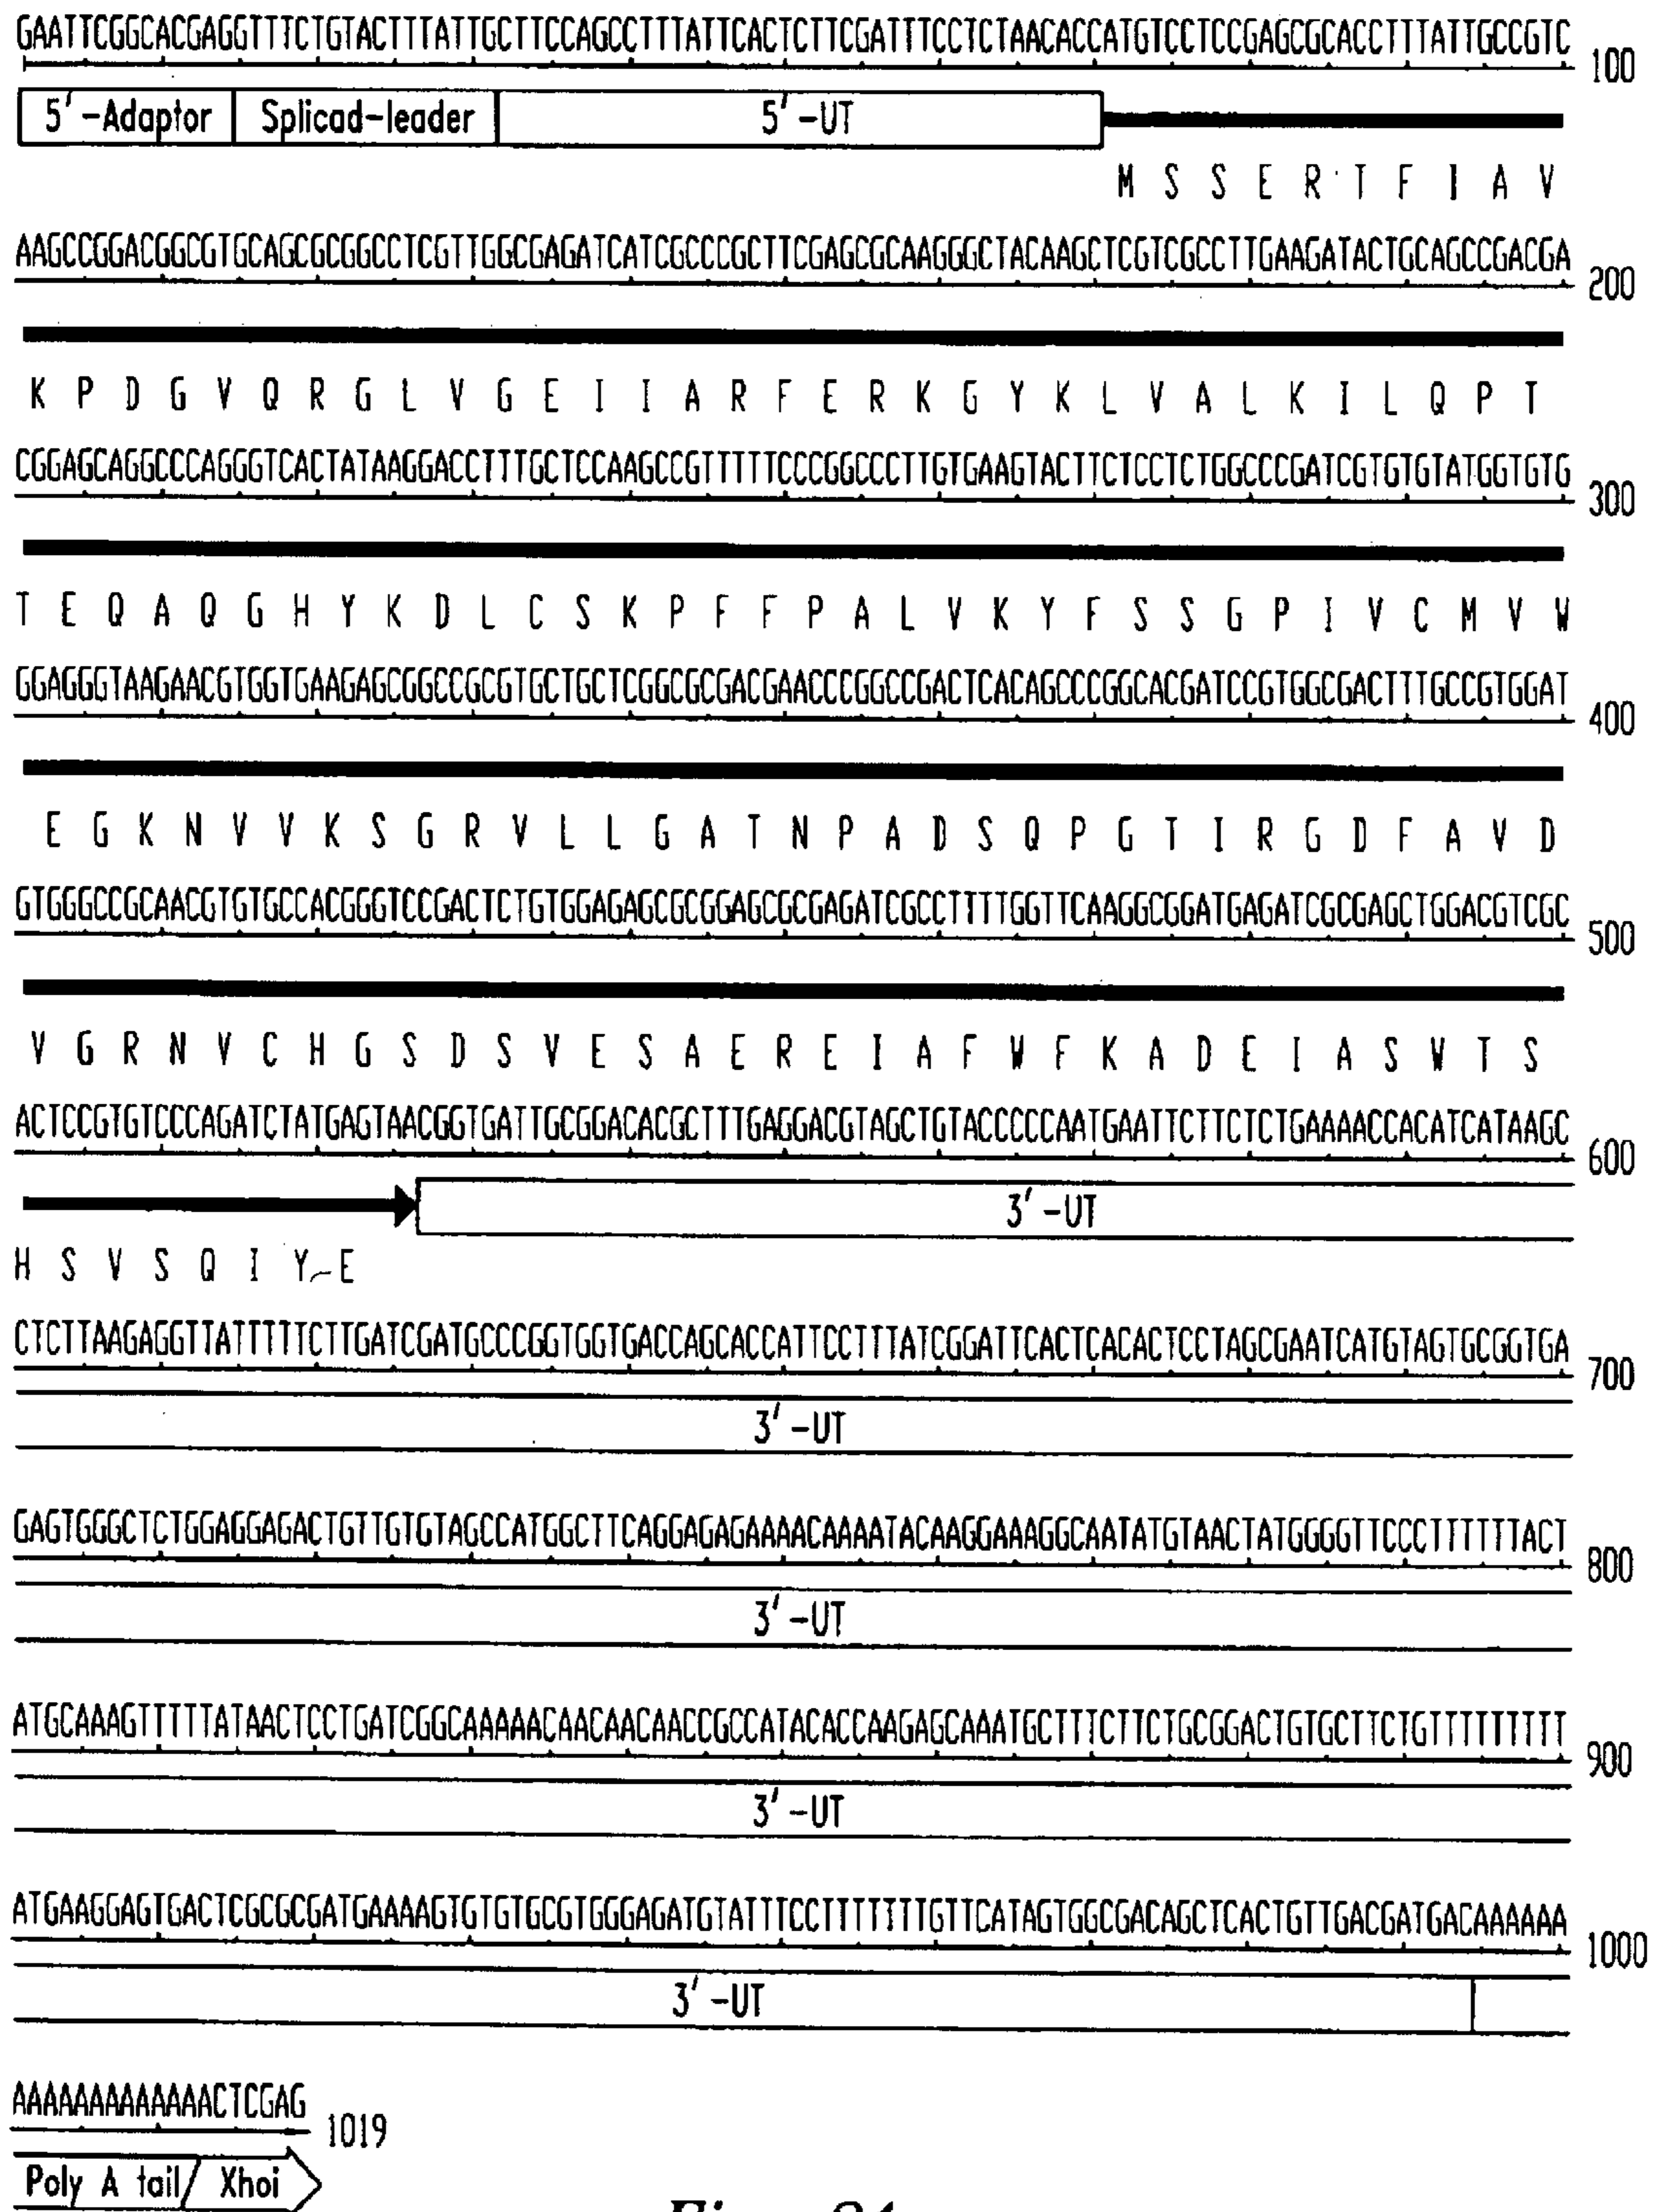 GAATTCGGCACGAGGTTTCTGTACTTTATTGCTTCCAGCCTTTATTCACTCTTCGATTTCCTCTAACACCATGTCCTCCGAGCGCACCTTTATTGCCGTC
100
5′-Adaptor Splicad-leader 5′-UT
M S S E R T F I A V
AAGCCGGACGGCGTGCAGCGCGGCCTCGTTGGCGAGATCATCGCCCGCTTCGAGCGCAAGGGCTACAAGCTCGTCGCCTTGAAGATACTGCAGCCGACGA
200
K P D G V Q R G L V G E I I A R F E R K G Y K L V A L K I L Q P T
CGGAGCAGGCCCAGGGTCACTATAAGGACCTTTGCTCCAAGCCGTTTTTCCCGGCCCTTGTGAAGTACTTCTCCTCTGGCCCGATCGTGTGTATGGTGTG
300
T E Q A Q G H Y K D L C S K P F F P A L V K Y F S S G P I V C M V W
GGAGGGTAAGAACGTGGTGAAGAGCGGCCGCGTGCTGCTCGGCGCGACGAACCCGGCCGACTCACAGCCCGGCACGATCCGTGGCGACTTTGCCGTGGAT
400
E G K N V V K S G R V L L G A T N P A D S Q P G T I R G D F A V D
GTGGGCCGCAACGTGTGCCACGGGTCCGACTCTGTGGAGAGCGCGGAGCGCGAGATCGCCTTTTGGTTCAAGGCGGATGAGATCGCGAGCTGGACGTCGC
500
V G R N V C H G S D S V E S A E R E I A F W F K A D E I A S W T S
ACTCCGTGTCCCAGATCTATGAGTAACGGTGATTGCGGACACGCTTTGAGGACGTAGCTGTACCCCCAATGAATTCTTCTCTGAAAACCACATCATAAGC
600
3′-UT
H S V S Q I Y E
CTCTTAAGAGGTTATTTTTCTTGATCGATGCCCGGTGGTGACCAGCACCATTCCTTTATCGGATTCACTCACACTCCTAGCGAATCATGTAGTGCGGTGA
700
3′-UT
GAGTGGGCTCTGGAGGAGACTGTTGTGTAGCCATGGCTTCAGGAGAGAAAACAAAATACAAGGAAAGGCAATATGTAACTATGGGGTTCCCTTTTTTACT
800
3′-UT
ATGCAAAGTTTTTATAACTCCTGATCGGCAAAAACAACAACAACCGCCATACACCAAGAGCAAATGCTTTCTTCTGCGGACTGTGCTTCTGTTTTTTTTT
900
3′-UT
ATGAAGGAGTGACTCGCGCGATGAAAAGTGTGTGCGTGGGAGATGTATTTCCTTTTTTTTGTTCATAGTGGCGACAGCTCACTGTTGACGATGACAAAAAA
1000
3′-UT
AAAAAAAAAAAAACTCGAG
1019
Poly A tail Xhoi